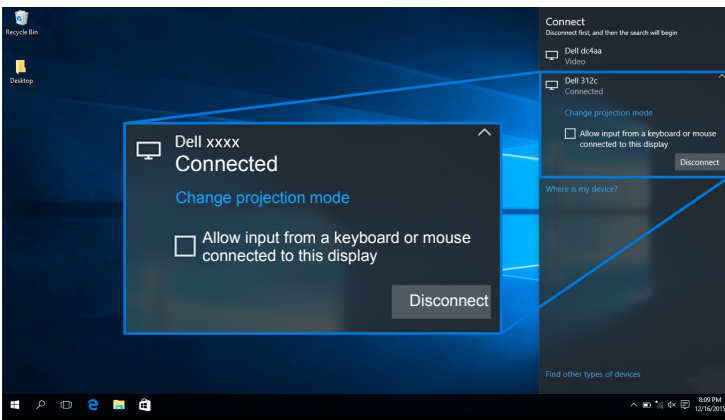 Recycle Bin
Desktop
Dell xxxx
Connected
Change projection mode
Allow input from a keyboard or mouse
connected to this display
Disconnect
Connect
Disconnect first, and then the search will begin
Dell dc4aa
Video
Dell 312c
Connected
Change projection mode
Allow input from a keyboard or mouse
connected to this display
Disconnect
Where is my device?
Find other types of devices
8:09 PM